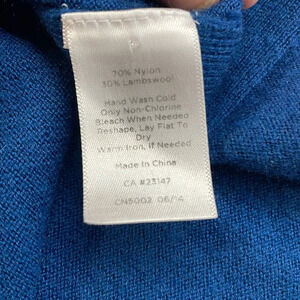 P
70% Nylon
30% Lambswool
Hand Wash Cold
Only Non-Chlorine
Bleach When Needed
Reshape, Lay Flat To
Dry
Warm Iron, If Needed
Made In China
CA #23147
CN5002 06/14